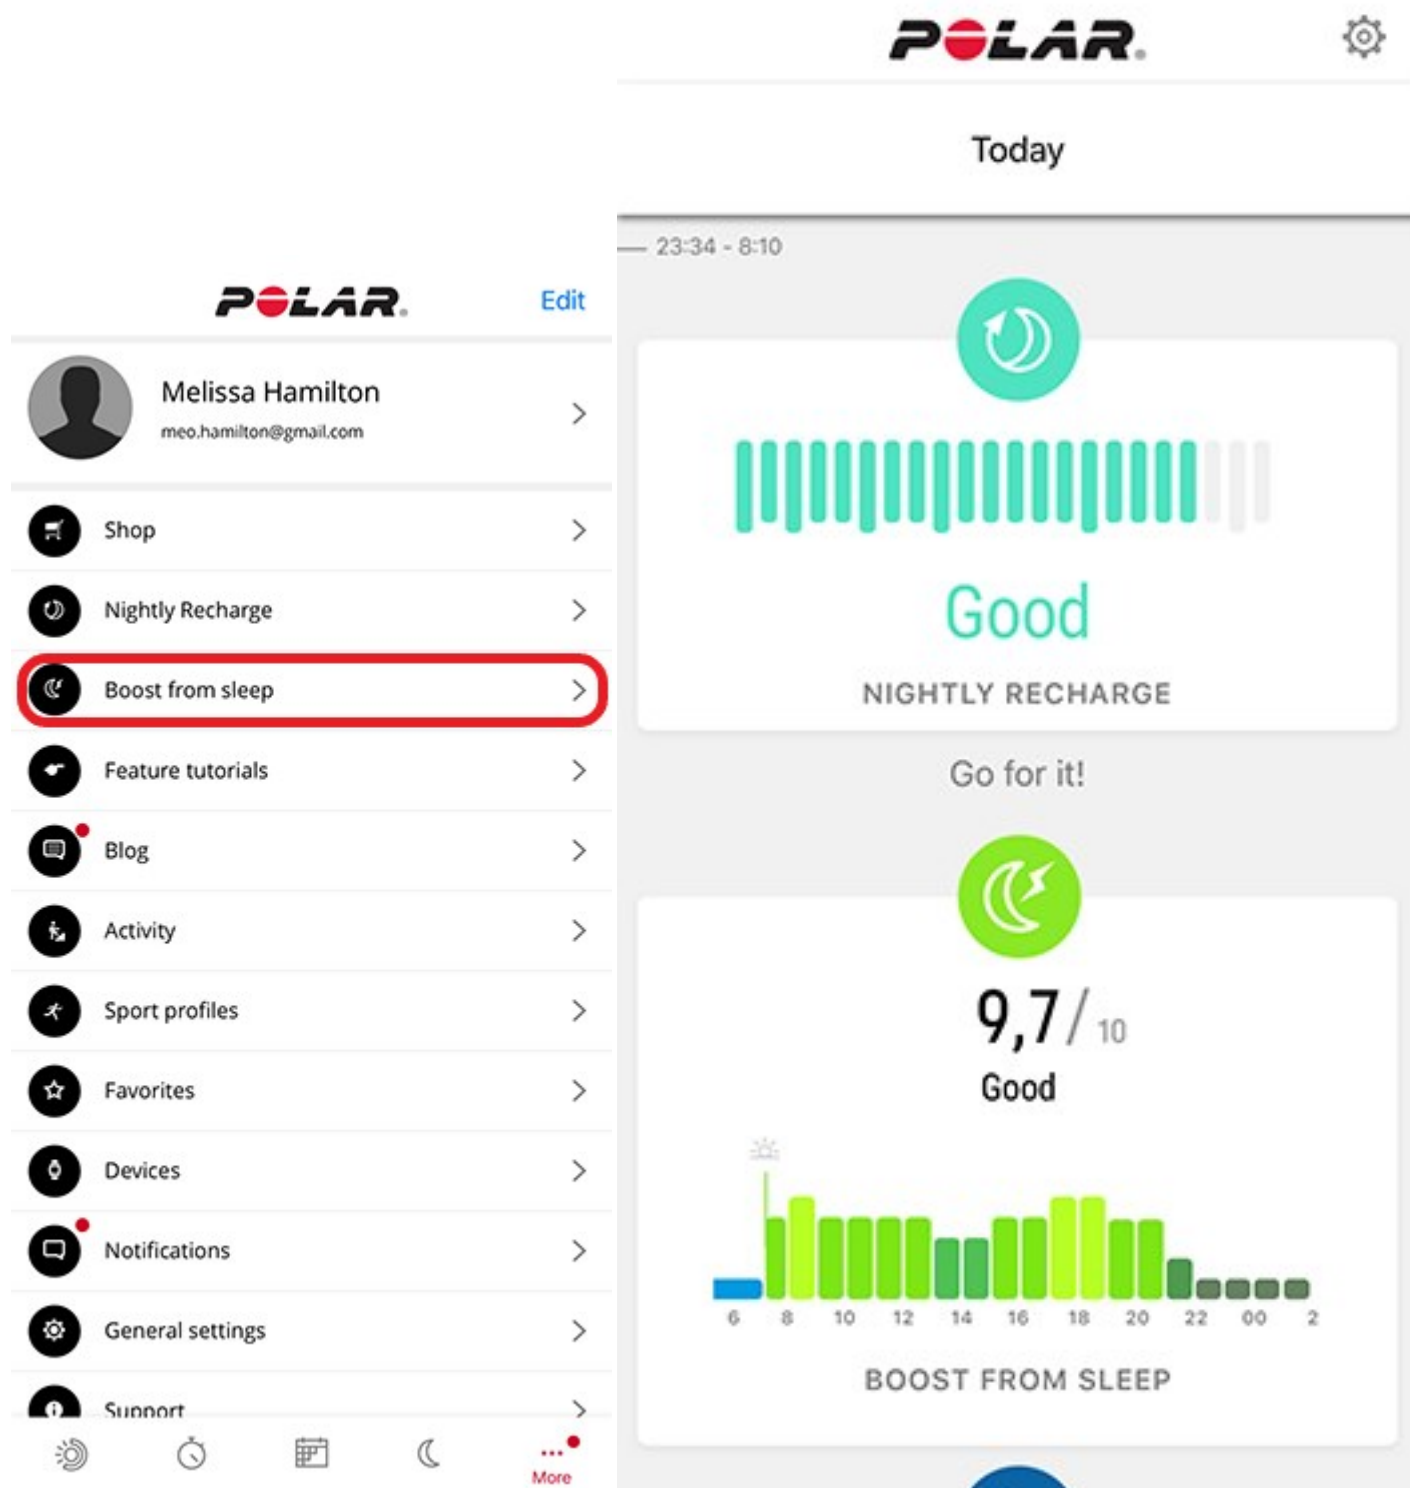 POLAR.
Edit
Melissa Hamilton
meo.hamilton@gmail.com
Shop
Nightly Recharge
Boost from sleep
Feature tutorials
Blog
Activity
Sport profiles
Favorites
Devices
Notifications
General settings
Support
More
POLAR.
Today
23:34 - 8:10
Good
NIGHTLY RECHARGE
Go for it!
9,7/10
Good
6 8 10 12 14 16 18 20 22 00 2
BOOST FROM SLEEP